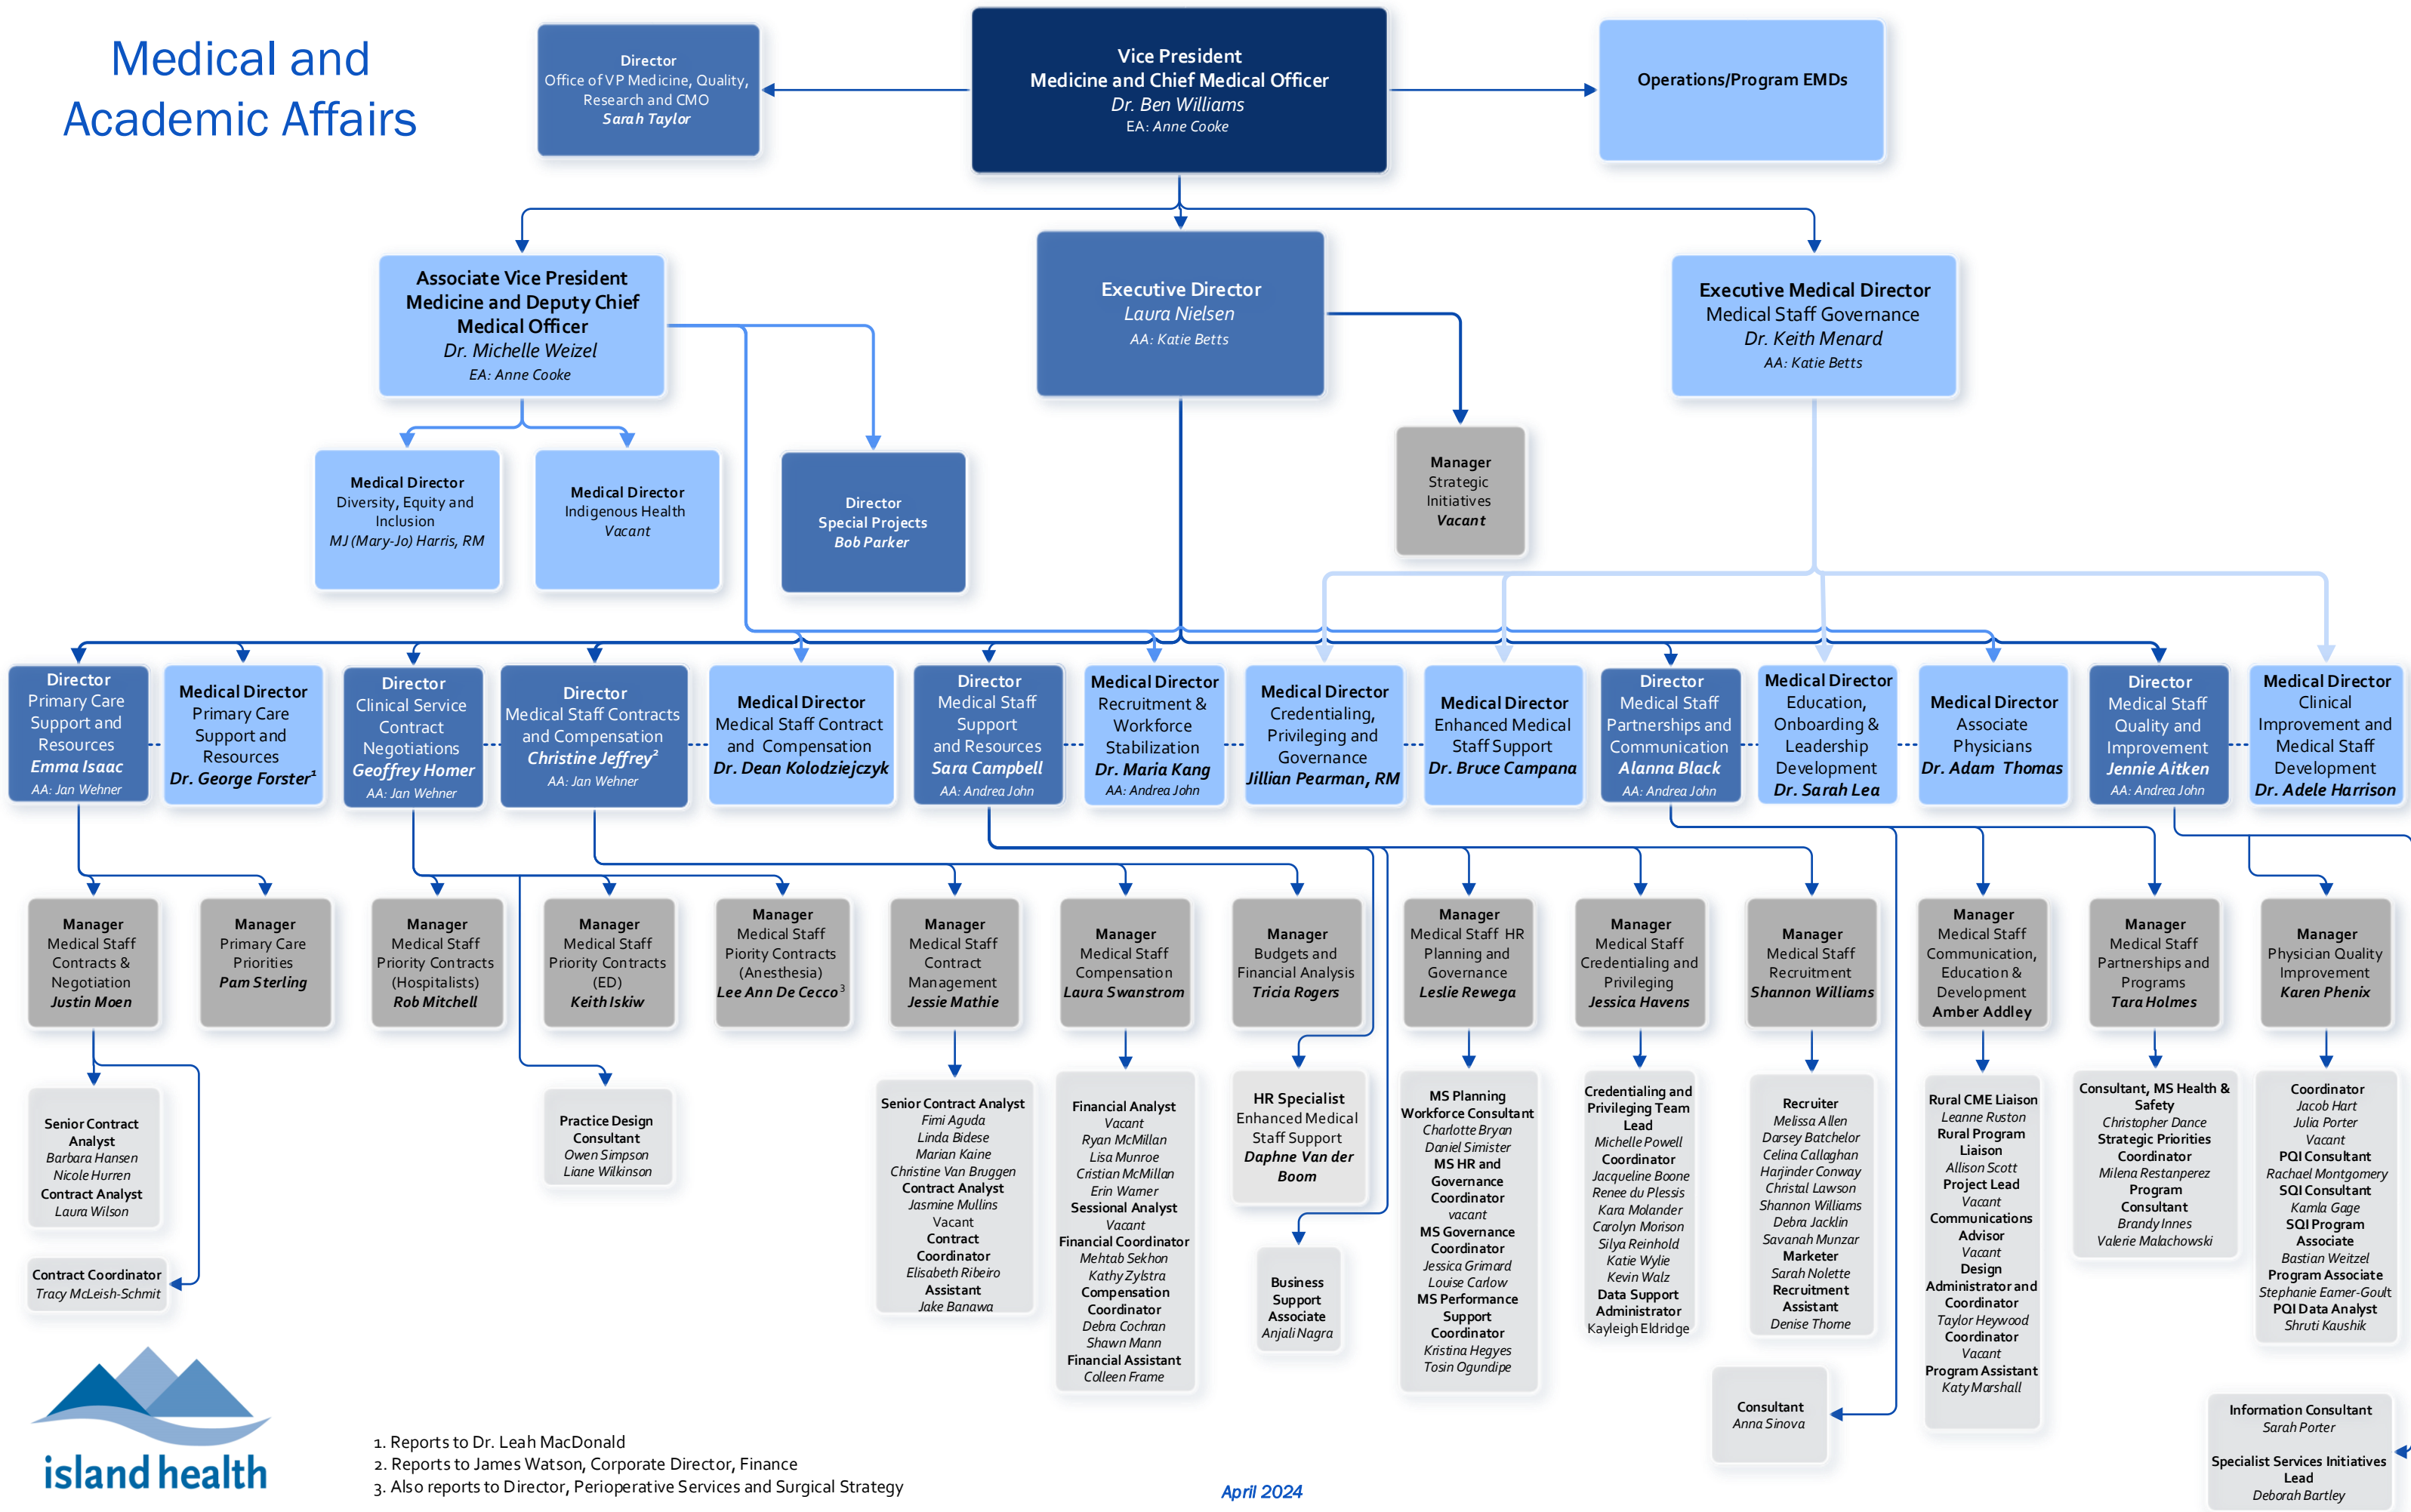 Medical and
Academic Affairs
Director
Office of VP Medicine, Quality,
Research and CMO
Sarah Taylor
Vice President
Medicine and Chief Medical Officer
Dr. Ben Williams
EA: Anne Cooke
Operations/Program EMDs
Associate Vice President
Medicine and Deputy Chief
Medical Officer
Dr. Michelle Weizel
EA: Anne Cooke
Executive Director
Laura Nielsen
AA: Katie Betts
Executive Medical Director
Medical Staff Governance
Dr. Keith Menard
AA: Katie Betts
Medical Director
Diversity, Equity and
Inclusion
MJ (Mary-Jo) Harris, RM
Medical Director
Indigenous Health
Vacant
Director
Special Projects
Bob Parker
Manager
Strategic
Initiatives
Vacant
Director
Primary Care
Support and
Resources
Emma Isaac
AA: Jan Wehner
Medical Director
Primary Care
Support and
Resources
Dr. George Forster¹
Director
Clinical Service
Contract
Negotiations
Geoffrey Homer
AA: Jan Wehner
Director
Medical Staff Contracts
and Compensation
Christine Jeffrey²
AA: Jan Wehner
Medical Director
Medical Staff Contract
and Compensation
Dr. Dean Kolodziejczyk
Director
Medical Staff
Support
and Resources
Sara Campbell
AA: Andrea John
Medical Director
Recruitment &
Workforce
Stabilization
Dr. Maria Kang
AA: Andrea John
Medical Director
Credentialing,
Privileging and
Governance
Jillian Pearman, RM
Medical Director
Enhanced Medical
Staff Support
Dr. Bruce Campana
Director
Medical Staff
Partnerships and
Communication
Alanna Black
AA: Andrea John
Medical Director
Education,
Onboarding &
Leadership
Development
Dr. Sarah Lea
Medical Director
Associate
Physicians
Dr. Adam Thomas
Director
Medical Staff
Quality and
Improvement
Jennie Aitken
AA: Andrea John
Medical Director
Clinical
Improvement and
Medical Staff
Development
Dr. Adele Harrison
Manager
Medical Staff
Contracts &
Negotiation
Justin Moen
Manager
Primary Care
Priorities
Pam Sterling
Manager
Medical Staff
Priority Contracts
(Hospitalists)
Rob Mitchell
Manager
Medical Staff
Priority Contracts
(ED)
Keith Iskiw
Manager
Medical Staff
Piority Contracts
(Anesthesia)
Lee Ann De Cecco³
Manager
Medical Staff
Contract
Management
Jessie Mathie
Manager
Medical Staff
Compensation
Laura Swanstrom
Manager
Budgets and
Financial Analysis
Tricia Rogers
Manager
Medical Staff HR
Planning and
Governance
Leslie Rewega
Manager
Medical Staff
Credentialing and
Privileging
Jessica Havens
Manager
Medical Staff
Recruitment
Shannon Williams
Manager
Medical Staff
Communication,
Education &
Development
Amber Addley
Manager
Medical Staff
Partnerships and
Programs
Tara Holmes
Manager
Physician Quality
Improvement
Karen Phenix
Senior Contract
Analyst
Barbara Hansen
Nicole Hurren
Contract Analyst
Laura Wilson
Contract Coordinator
Tracy McLeish-Schmit
Practice Design
Consultant
Owen Simpson
Liane Wilkinson
Senior Contract Analyst
Fimi Aguda
Linda Bidese
Marian Kaine
Christine Van Bruggen
Contract Analyst
Jasmine Mullins
Vacant
Contract
Coordinator
Elisabeth Ribeiro
Assistant
Jake Banawa
Financial Analyst
Vacant
Ryan McMillan
Lisa Munroe
Cristian McMillan
Erin Warner
Sessional Analyst
Vacant
Financial Coordinator
Mehtab Sekhon
Kathy Zylstra
Compensation
Coordinator
Debra Cochran
Shawn Mann
Financial Assistant
Colleen Frame
HR Specialist
Enhanced Medical
Staff Support
Daphne Van der
Boom
Business
Support
Associate
Anjali Nagra
MS Planning
Workforce Consultant
Charlotte Bryan
Daniel Simister
MS HR and
Governance
Coordinator
vacant
MS Governance
Coordinator
Jessica Grimard
Louise Carlow
MS Performance
Support
Coordinator
Kristina Hegyes
Tosin Ogundipe
Credentialing and
Privileging Team
Lead
Michelle Powell
Coordinator
Jacqueline Boone
Renee du Plessis
Kara Molander
Carolyn Morison
Silya Reinhold
Katie Wylie
Kevin Walz
Data Support
Administrator
Kayleigh Eldridge
Recruiter
Melissa Allen
Darsey Batchelor
Celina Callaghan
Harjinder Conway
Christal Lawson
Shannon Williams
Debra Jacklin
Savanah Munzar
Marketer
Sarah Nolette
Recruitment
Assistant
Denise Thorne
Consultant
Anna Sinova
Rural CME Liaison
Leanne Ruston
Rural Program
Liaison
Allison Scott
Project Lead
Vacant
Communications
Advisor
Vacant
Design
Administrator and
Coordinator
Taylor Heywood
Coordinator
Vacant
Program Assistant
Katy Marshall
Consultant, MS Health &
Safety
Christopher Dance
Strategic Priorities
Coordinator
Milena Restanperez
Program
Consultant
Brandy Innes
Valerie Malachowski
Coordinator
Jacob Hart
Julia Porter
Vacant
PQI Consultant
Rachael Montgomery
SQI Consultant
Kamla Gage
SQI Program
Associate
Bastian Weitzel
Program Associate
Stephanie Eamer-Goult
PQI Data Analyst
Shruti Kaushik
Information Consultant
Sarah Porter
Specialist Services Initiatives
Lead
Deborah Bartley
island health
1. Reports to Dr. Leah MacDonald
2. Reports to James Watson, Corporate Director, Finance
3. Also reports to Director, Perioperative Services and Surgical Strategy
April 2024